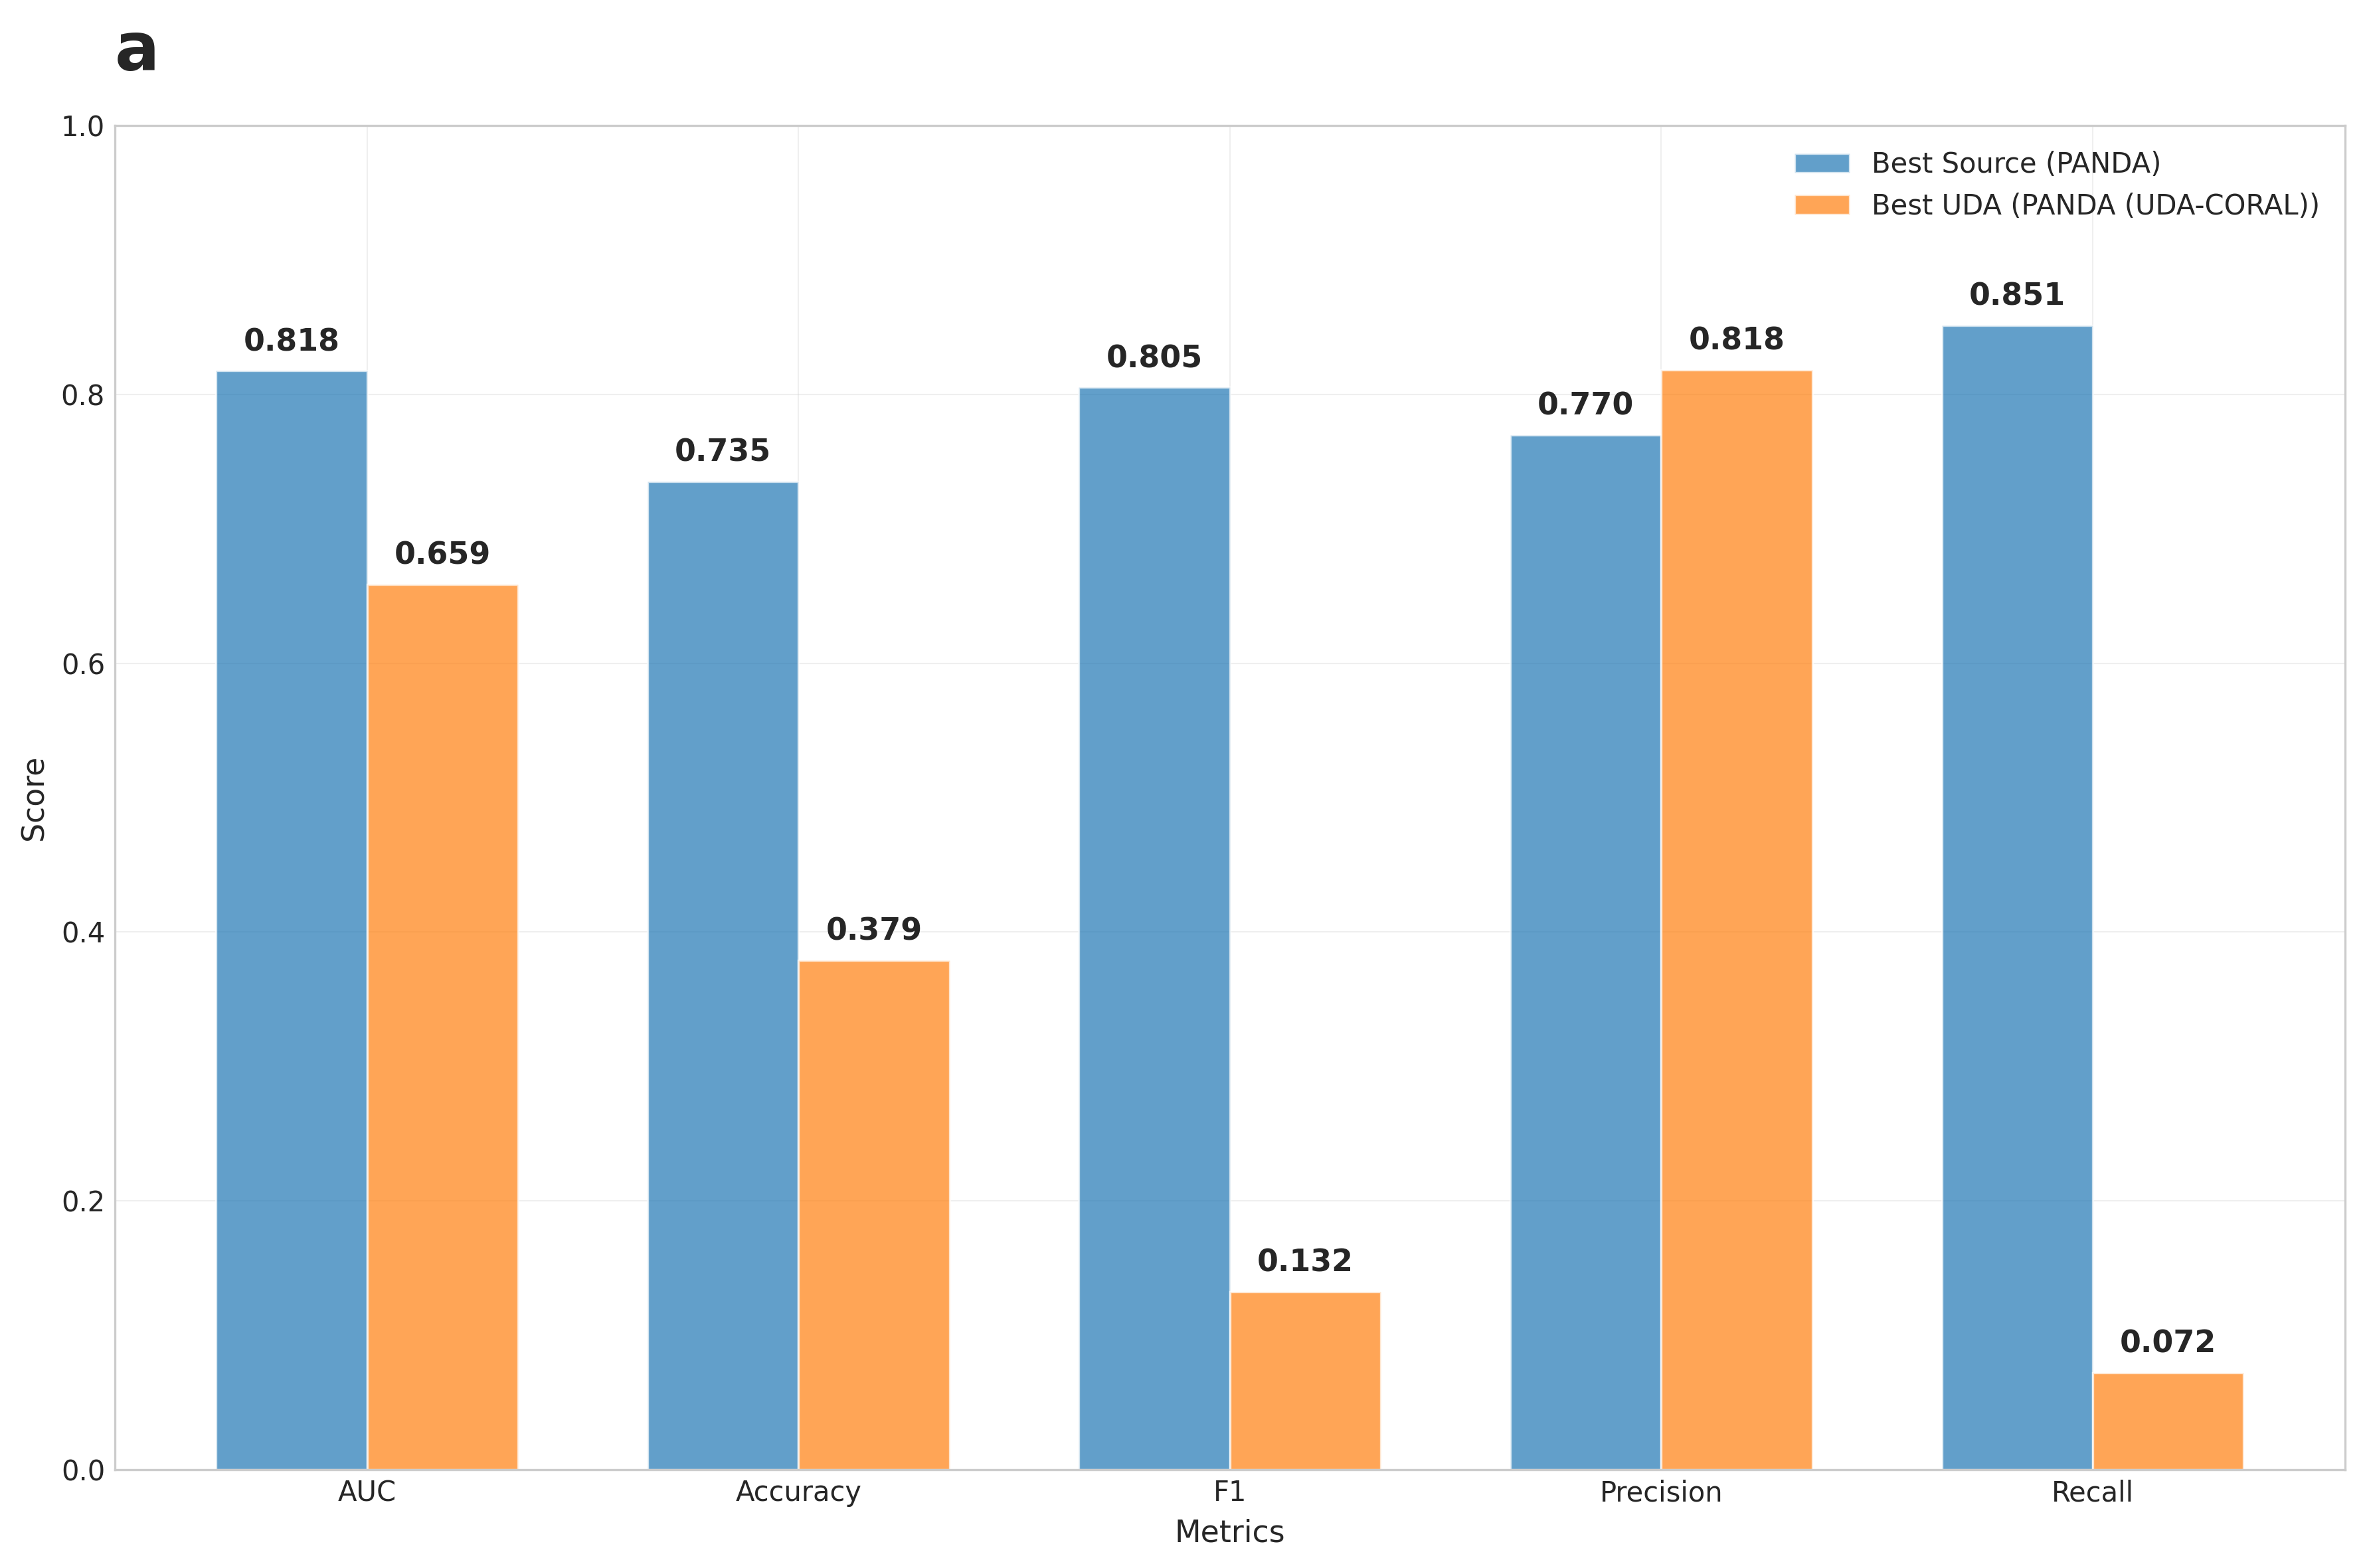 a
1.0
0.8
0.6
0.4
0.2
0.0
Score
Best Source (PANDA)
Best UDA (PANDA (UDA-CORAL))
0.818
0.659
0.735
0.379
0.805
0.132
0.770
0.818
0.851
0.072
AUC
Accuracy
F1
Precision
Recall
Metrics